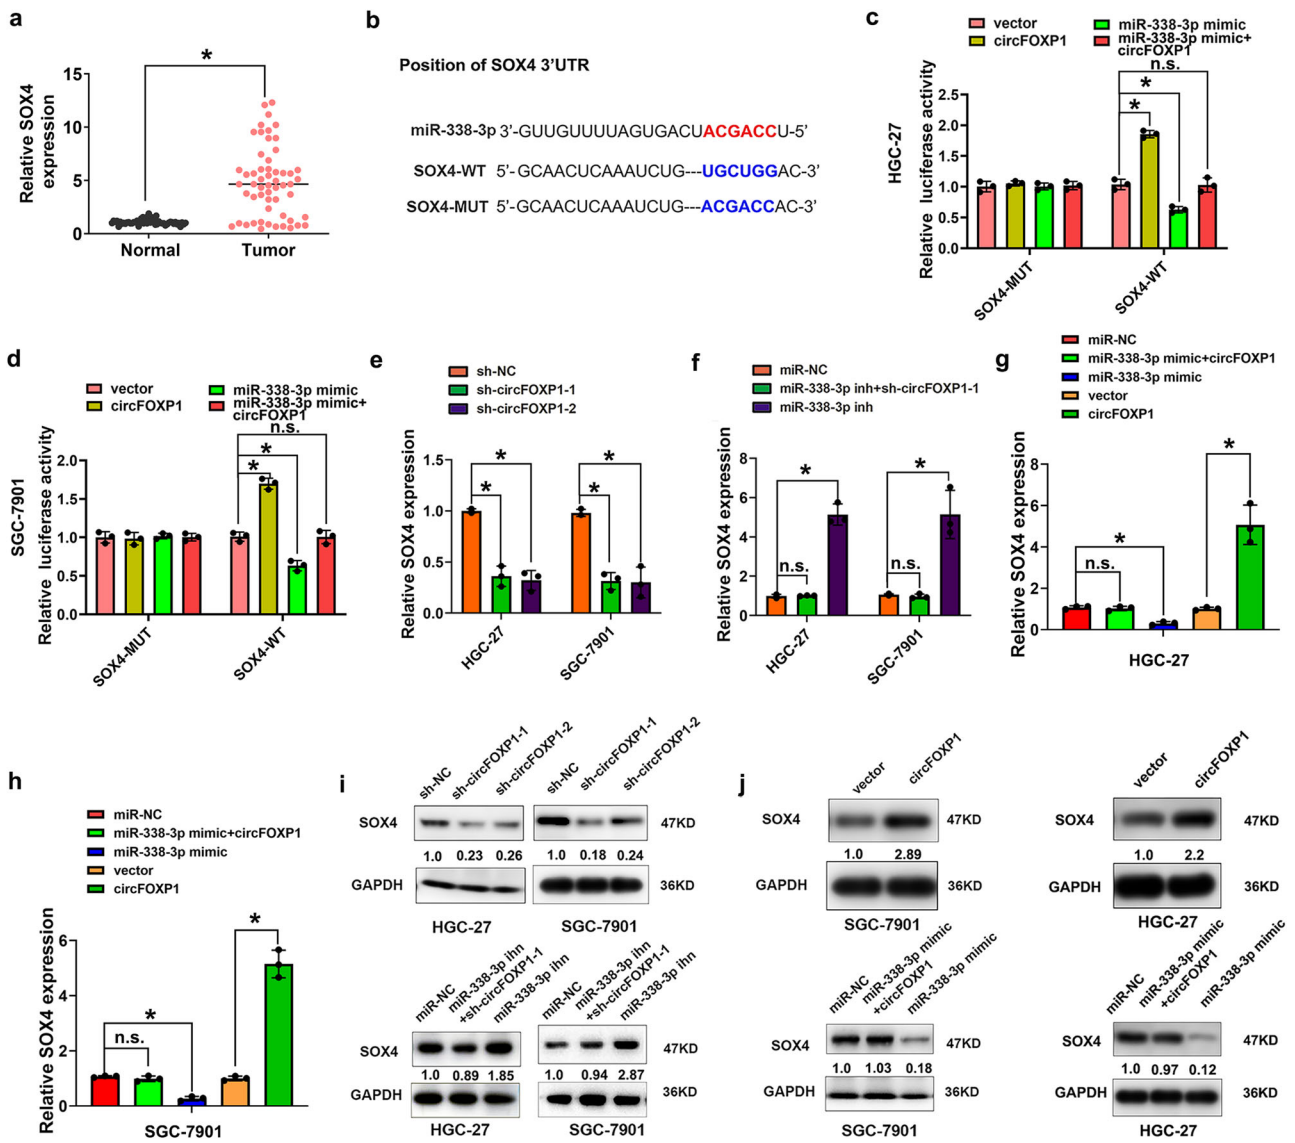 a
Relative SOX4
expression
15
10
5
0
*
Normal
Tumor
b
Position of SOX4 3'UTR
miR-338-3p 3'-GUUGUUUUAGUGACUACGACCU-5'
SOX4-WT 5'-GCAACUCAAAUCUG---UGCUGGAC-3'
SOX4-MUT 5'-GCAACUCAAAUCUG---ACGACCAC-3'
c
vector
circFOXP1
miR-338-3p mimic
miR-338-3p mimic+
circFOXP1
n.s.
*
*
HGC-27
Relative luciferase activity
2.5
2.0
1.5
1.0
0.5
0.0
SOX4-MUT
SOX4-WT
d
vector
circFOXP1
miR-338-3p mimic
miR-338-3p mimic+
circFOXP1
n.s.
*
*
SGC-7901
Relative luciferase activity
2.0
1.5
1.0
0.5
0.0
SOX4-MUT
SOX4-WT
e
sh-NC
sh-circFOXP1-1
sh-circFOXP1-2
Relative SOX4 expression
1.5
1.0
0.5
0.0
* *
* *
HGC-27
SGC-7901
f
miR-NC
miR-338-3p inh+sh-circFOXP1-1
miR-338-3p inh
Relative SOX4 expression
8
6
4
2
0
* *
n.s. n.s.
HGC-27
SGC-7901
g
miR-NC
miR-338-3p mimic+circFOXP1
miR-338-3p mimic
vector
circFOXP1
Relative SOX4 expression
8
6
4
2
0
*
*
n.s.
HGC-27
h
miR-NC
miR-338-3p mimic+circFOXP1
miR-338-3p mimic
vector
circFOXP1
Relative SOX4 expression
6
4
2
0
*
*
n.s.
SGC-7901
i
sh-NC
sh-circFOXP1-1
sh-circFOXP1-2
sh-NC
sh-circFOXP1-1
sh-circFOXP1-2
SOX4 47KD
1.0 0.23 0.26 1.0 0.18 0.24
GAPDH 36KD
HGC-27 SGC-7901
miR-NC
miR-338-3p ihn
+sh-circFOXP1-1
miR-338-3p ihn
miR-NC
miR-338-3p ihn
+sh-circFOXP1-1
miR-338-3p ihn
SOX4 47KD
1.0 0.89 1.85 1.0 0.94 2.87
GAPDH 36KD
HGC-27 SGC-7901
j
vector
circFOXP1
SOX4 47KD
1.0 2.89
GAPDH 36KD
SGC-7901
vector
circFOXP1
SOX4 47KD
1.0 2.2
GAPDH 36KD
HGC-27
miR-NC
miR-338-3p mimic
+circFOXP1
miR-338-3p mimic
SOX4 47KD
1.0 1.03 0.18
GAPDH 36KD
SGC-7901
miR-NC
miR-338-3p mimic
+circFOXP1
miR-338-3p mimic
SOX4 47KD
1.0 0.97 0.12
GAPDH 36KD
HGC-27